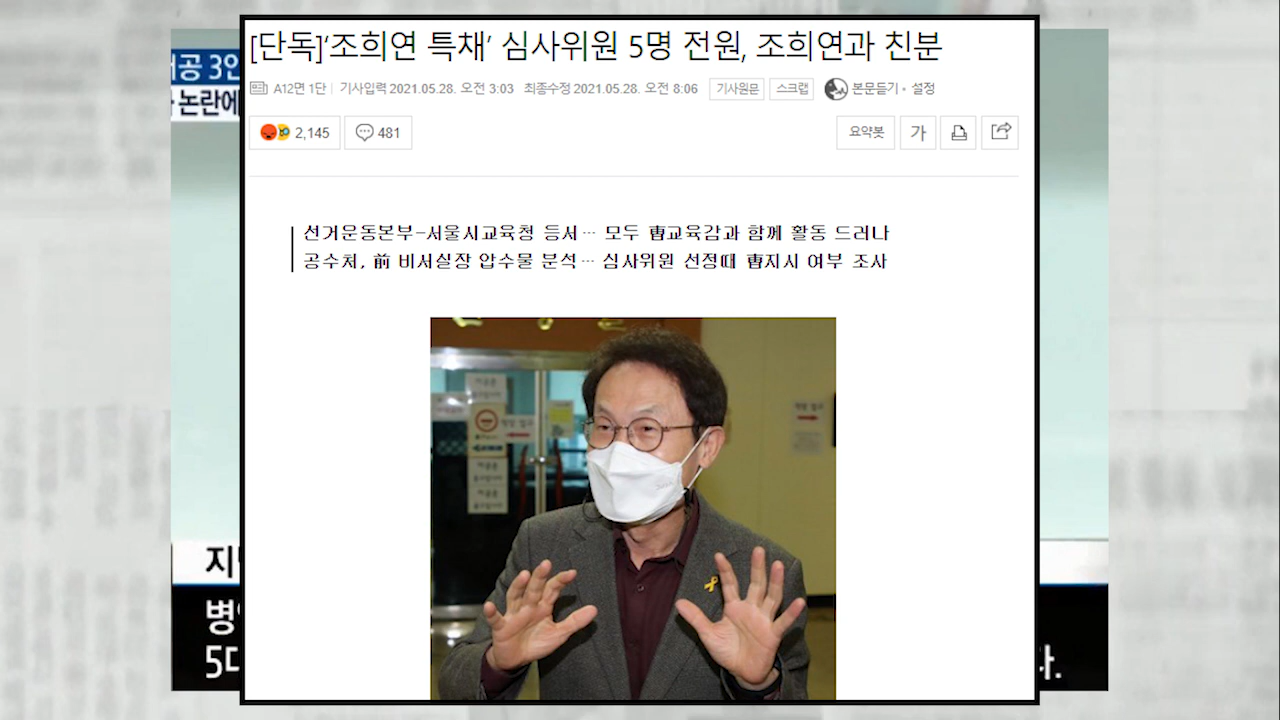 [단독]‘조희연 특채’ 심사위원 5명 전원, 조희연과 친분
A12면 1단 기사입력 2021.05.28. 오전 3:03 최종수정 2021.05.28. 오전 8:06 기사원문 스크랩 본문듣기 · 설정
2,145 481 요약봇 가
선거운동본부-서울시교육청 등서… 모두 曺교육감과 함께 활동 드러나
공수처, 前 비서실장 압수물 분석… 심사위원 선정때 曺지시 여부 조사
3인
논란에